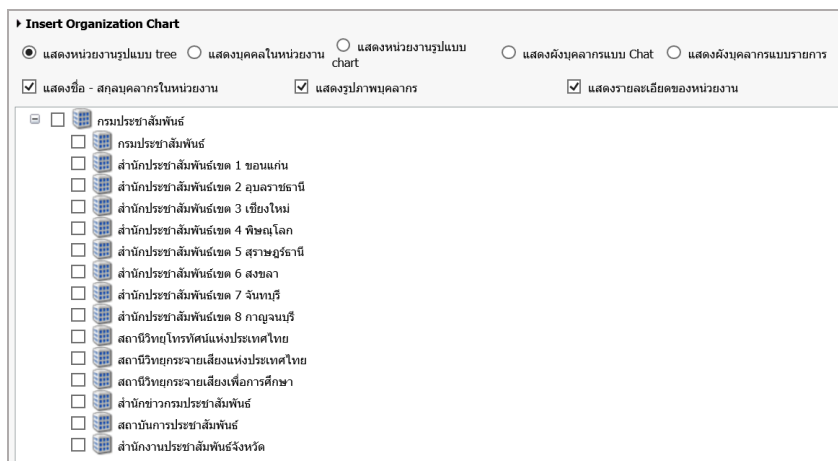 Insert Organization Chart
แสดงหน่วยงานรูปแบบ tree แสดงบุคคลในหน่วยงาน แสดงหน่วยงานรูปแบบ chart แสดงผังบุคลากรแบบ Chat แสดงผังบุคลากรแบบรายการ
แสดงชื่อ - สกุลบุคลากรในหน่วยงาน แสดงรูปภาพบุคลากร แสดงรายละเอียดของหน่วยงาน
กรมประชาสัมพันธ์
กรมประชาสัมพันธ์
สำนักประชาสัมพันธ์เขต 1 ขอนแก่น
สำนักประชาสัมพันธ์เขต 2 อุบลราชธานี
สำนักประชาสัมพันธ์เขต 3 เชียงใหม่
สำนักประชาสัมพันธ์เขต 4 พิษณุโลก
สำนักประชาสัมพันธ์เขต 5 สุราษฎร์ธานี
สำนักประชาสัมพันธ์เขต 6 สงขลา
สำนักประชาสัมพันธ์เขต 7 จันทบุรี
สำนักประชาสัมพันธ์เขต 8 กาญจนบุรี
สถานีวิทยุโทรทัศน์แห่งประเทศไทย
สถานีวิทยุกระจายเสียงแห่งประเทศไทย
สถานีวิทยุกระจายเสียงเพื่อการศึกษา
สำนักข่าวกรมประชาสัมพันธ์
สถาบันการประชาสัมพันธ์
สำนักงานประชาสัมพันธ์จังหวัด